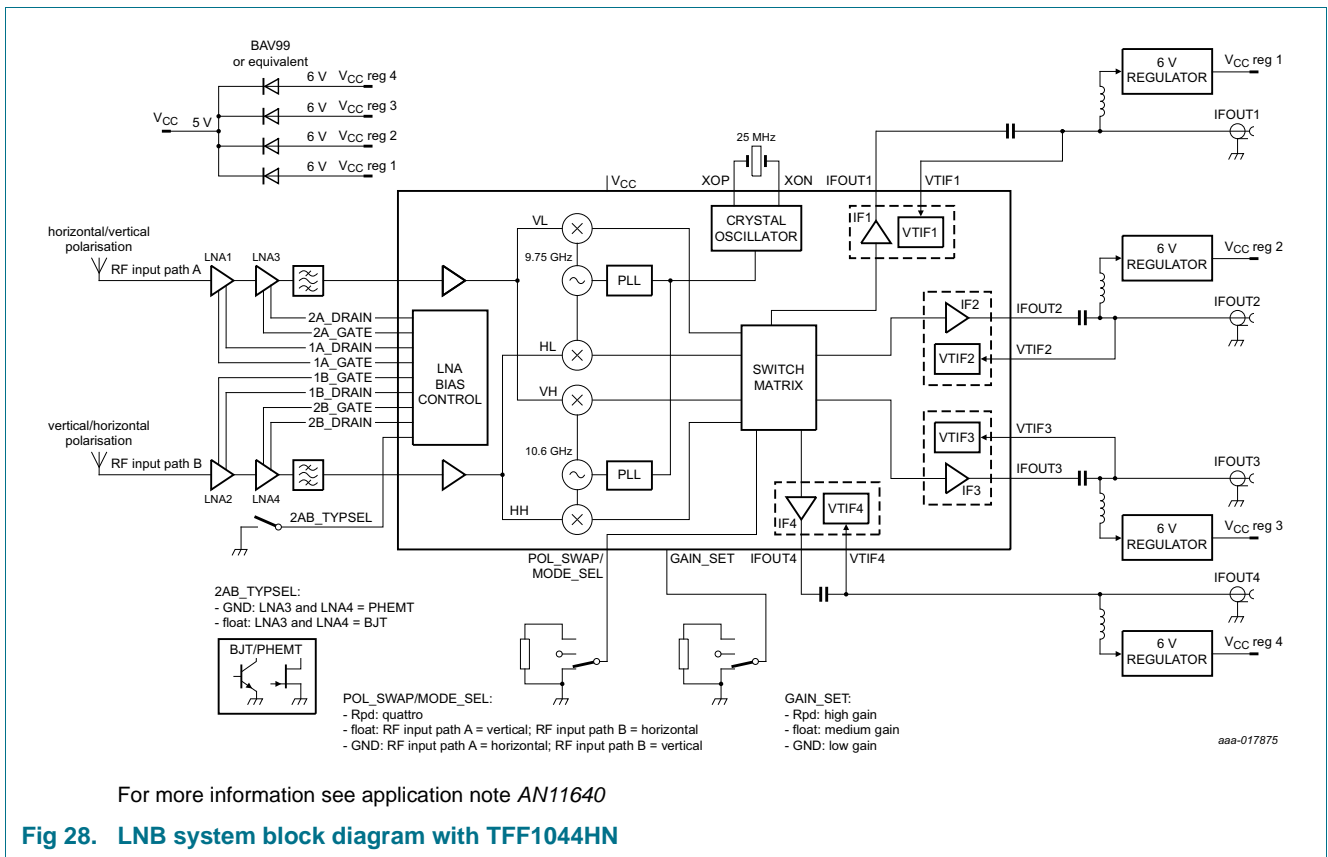 BAV99
or equivalent
6 V VCC reg 4
6 V VCC reg 3
6 V VCC reg 2
6 V VCC reg 1
VCC 5 V
6 V
REGULATOR
VCC reg 1
IFOUT1
25 MHz
VCC
XOP
XON
IFOUT1
VTIF1
CRYSTAL
OSCILLATOR
IF1
VTIF1
horizontal/vertical
polarisation
RF input path A
LNA1
LNA3
VL
9.75 GHz
PLL
HL
VH
10.6 GHz
PLL
HH
2A_DRAIN
2A_GATE
1A_DRAIN
1A_GATE
1B_GATE
1B_DRAIN
2B_GATE
2B_DRAIN
LNA
BIAS
CONTROL
SWITCH
MATRIX
vertical/horizontal
polarisation
RF input path B
LNA2
LNA4
2AB_TYPSEL
6 V
REGULATOR
VCC reg 2
IFOUT2
IF2
IFOUT2
VTIF2
VTIF2
VTIF3
VTIF3
IF3
IFOUT3
IFOUT3
6 V
REGULATOR
VCC reg 3
IF4
VTIF4
POL_SWAP/
MODE_SEL
GAIN_SET
IFOUT4
VTIF4
IFOUT4
6 V
REGULATOR
VCC reg 4
2AB_TYPSEL:
- GND: LNA3 and LNA4 = PHEMT
- float: LNA3 and LNA4 = BJT
BJT/PHEMT
POL_SWAP/MODE_SEL:
- Rpd: quattro
- float: RF input path A = vertical; RF input path B = horizontal
- GND: RF input path A = horizontal; RF input path B = vertical
GAIN_SET:
- Rpd: high gain
- float: medium gain
- GND: low gain
aaa-017875
For more information see application note AN11640
Fig 28. LNB system block diagram with TFF1044HN